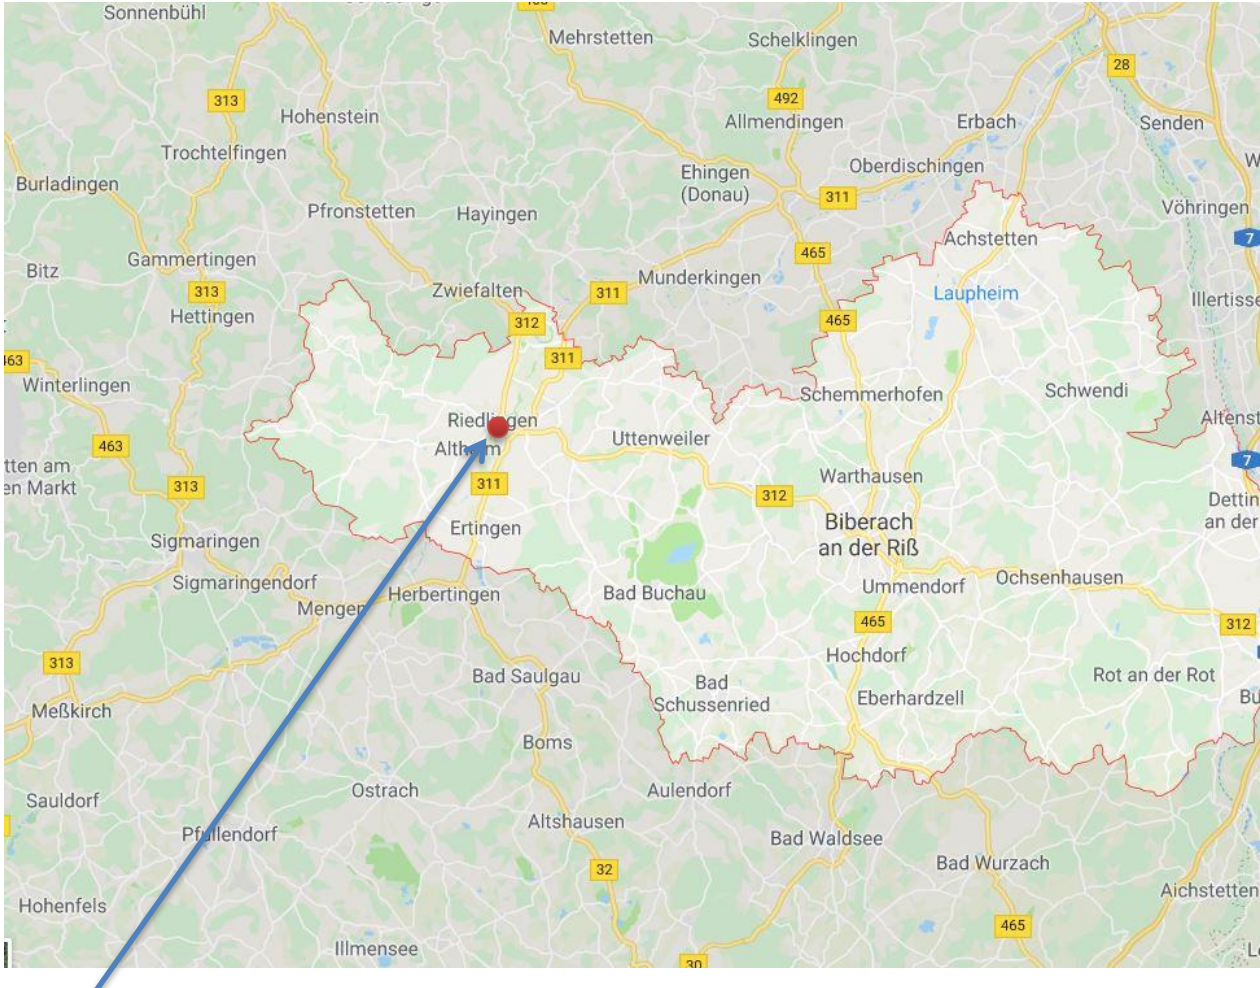 Sonnenbühl
Mehrstetten
Schelklingen
28
313
492
Hohenstein
Allmendingen
Erbach
Senden
Trochtelfingen
Oberdischingen
Ehingen
(Donau)
Burladingen
311
Pfronstetten
Hayingen
Vöhringen
Achstetten
7
465
Gammertingen
Bitz
Munderkingen
Zwiefalten
313
311
Laupheim
Illertisse
Hettingen
312
465
311
463
Winterlingen
Schemmerhofen
Schwendi
Riedlingen
Altenst
Uttenweiler
463
Altheim
7
tten am
en Markt
313
311
Warthausen
312
Dettin
an der
Biberach
an der Riß
Ertingen
Sigmaringen
Sigmaringendorf
Ochsenhausen
Herbertingen
Bad Buchau
Ummendorf
Mengen
465
312
Hochdorf
313
Bad Saulgau
Rot an der Rot
Bad
Schussenried
Eberhardzell
Bu
Meßkirch
Boms
Ostrach
Aulendorf
Sauldorf
Altshausen
Pfullendorf
Bad Waldsee
Bad Wurzach
32
Aichstetten
Hohenfels
465
Illmensee
30